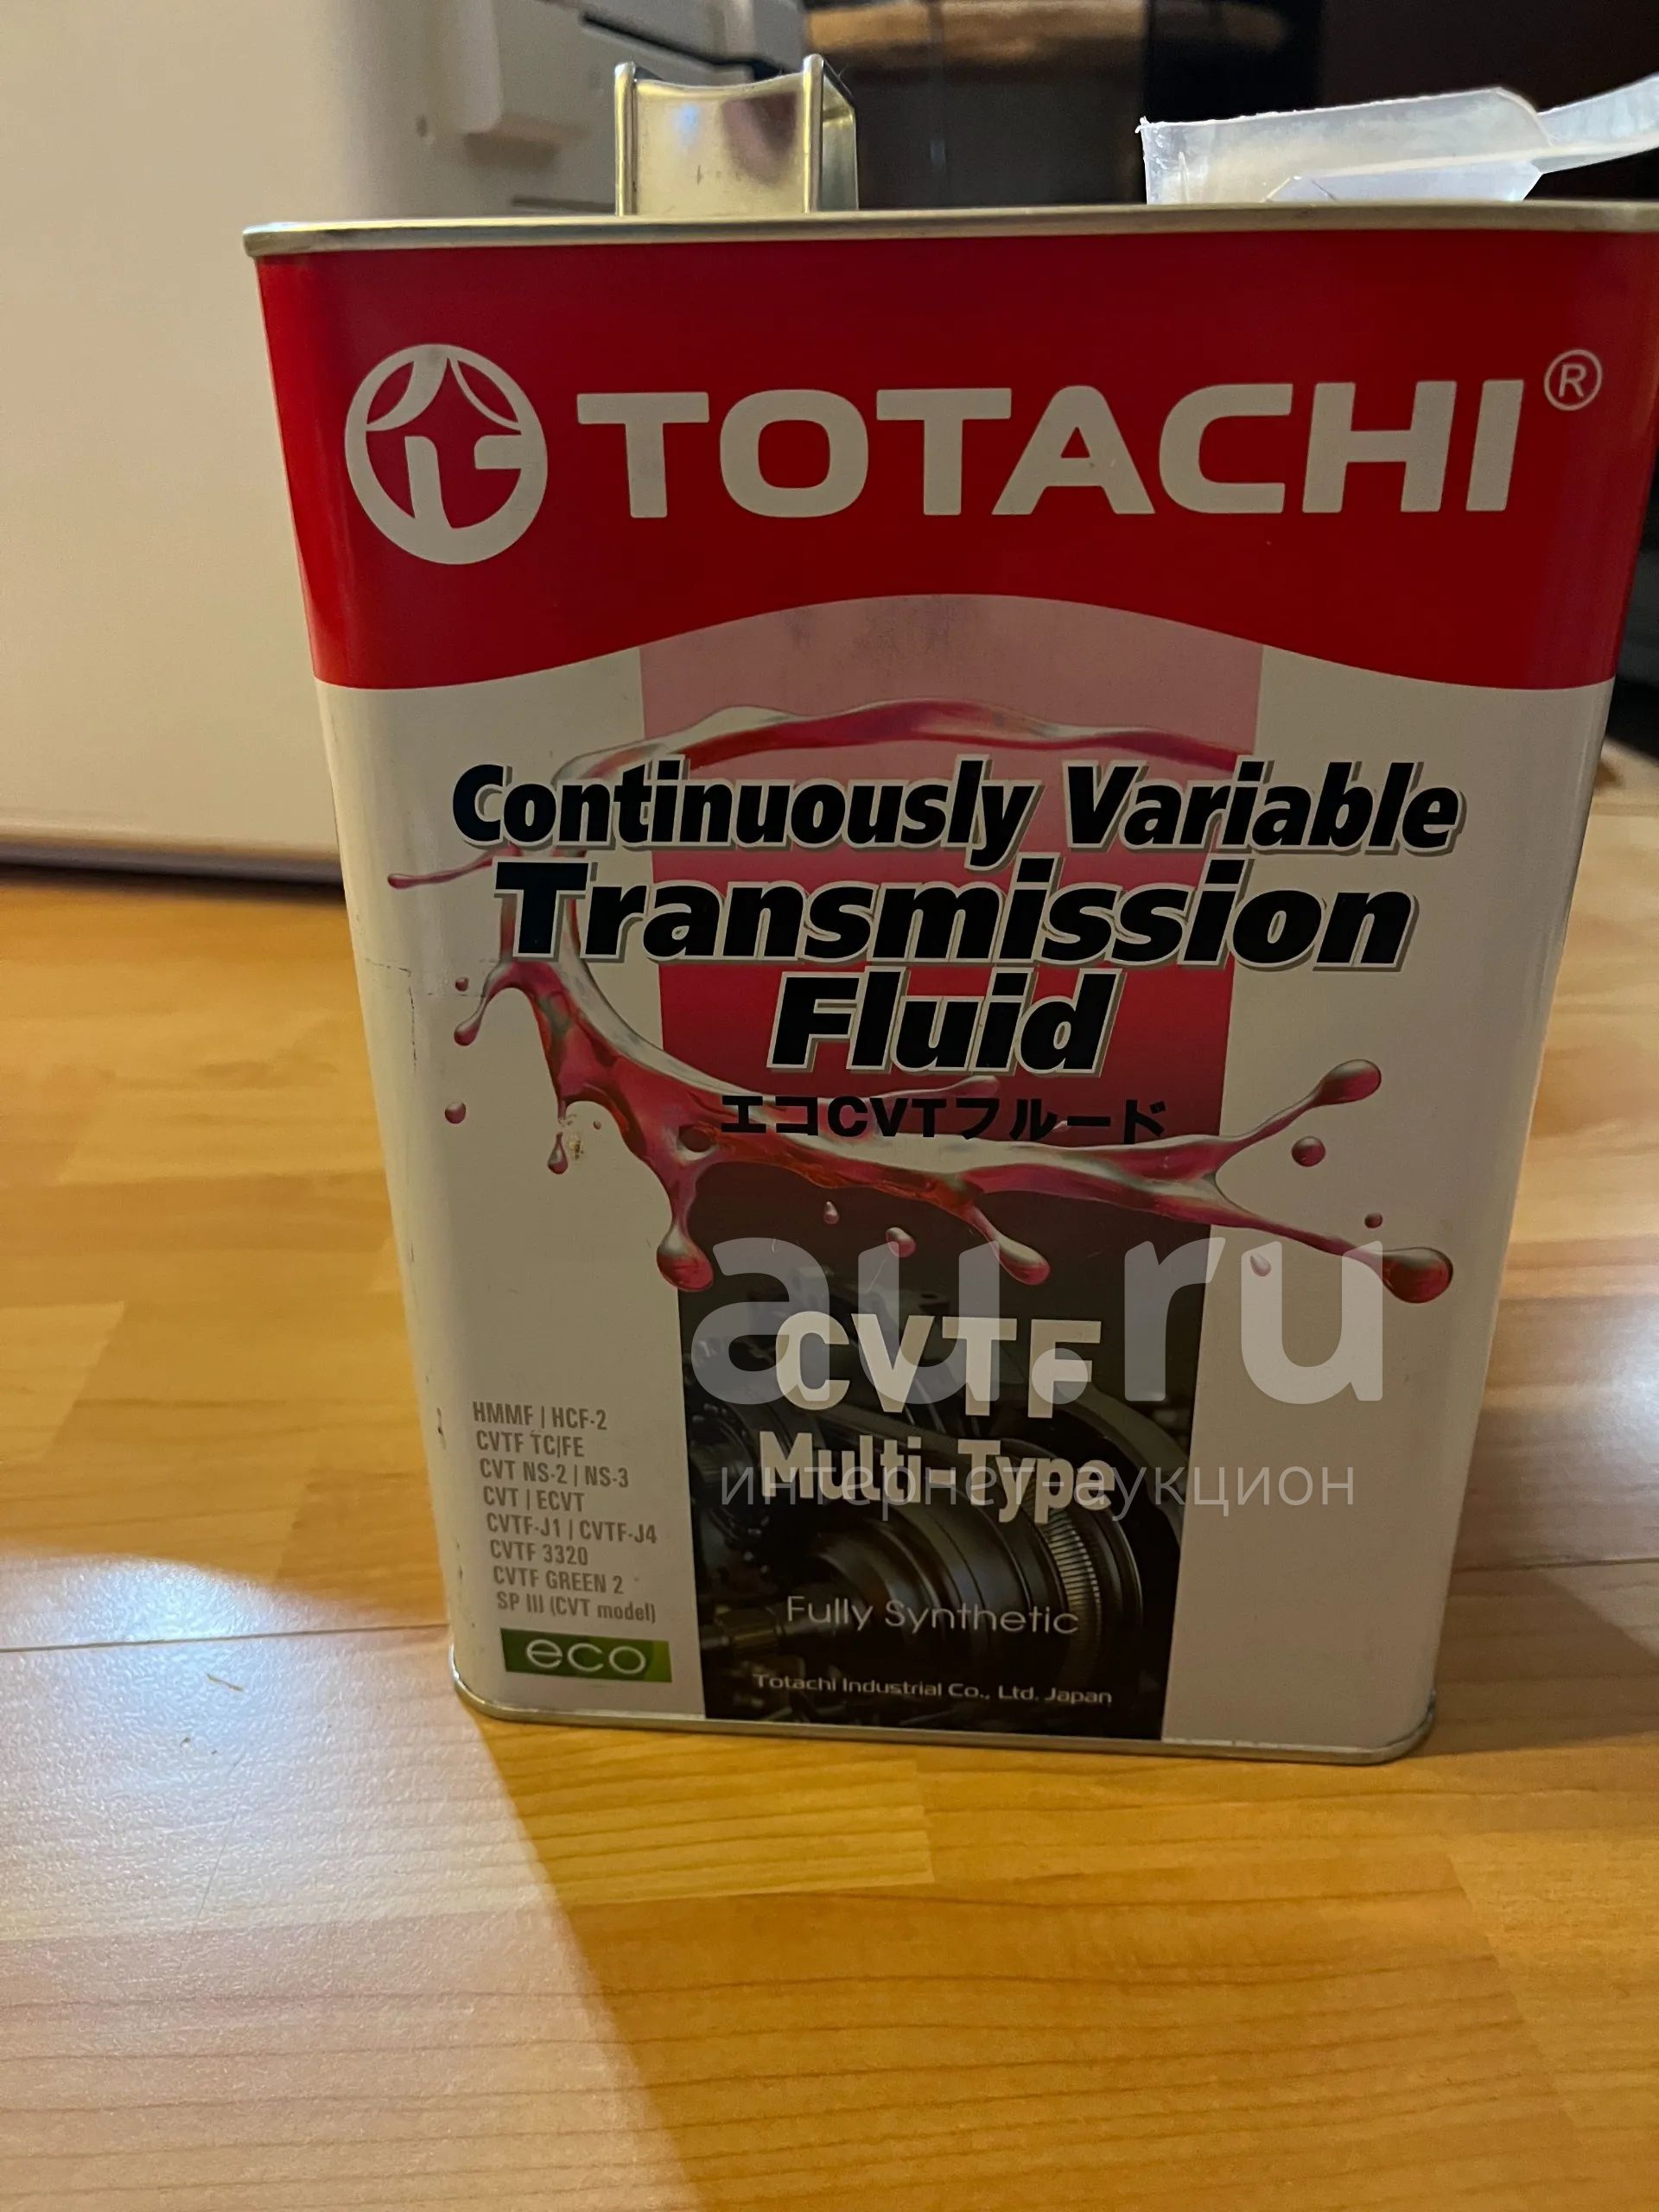 TOTACHI®
Continuously Variable
Transmission
Fluid
エコCVTフルード
au.ru
CVTF
Multi-Type
интернет-аукцион
HMMF | HCF-2
CVTF TC/FE
CVT NS-2 | NS-3
CVT | ECVT
CVTF-J1 | CVTF-J4
CVTF 3320
CVTF GREEN 2
SP III (CVT model)
eco
Fully Synthetic
Totachi Industrial Co., Ltd. Japan